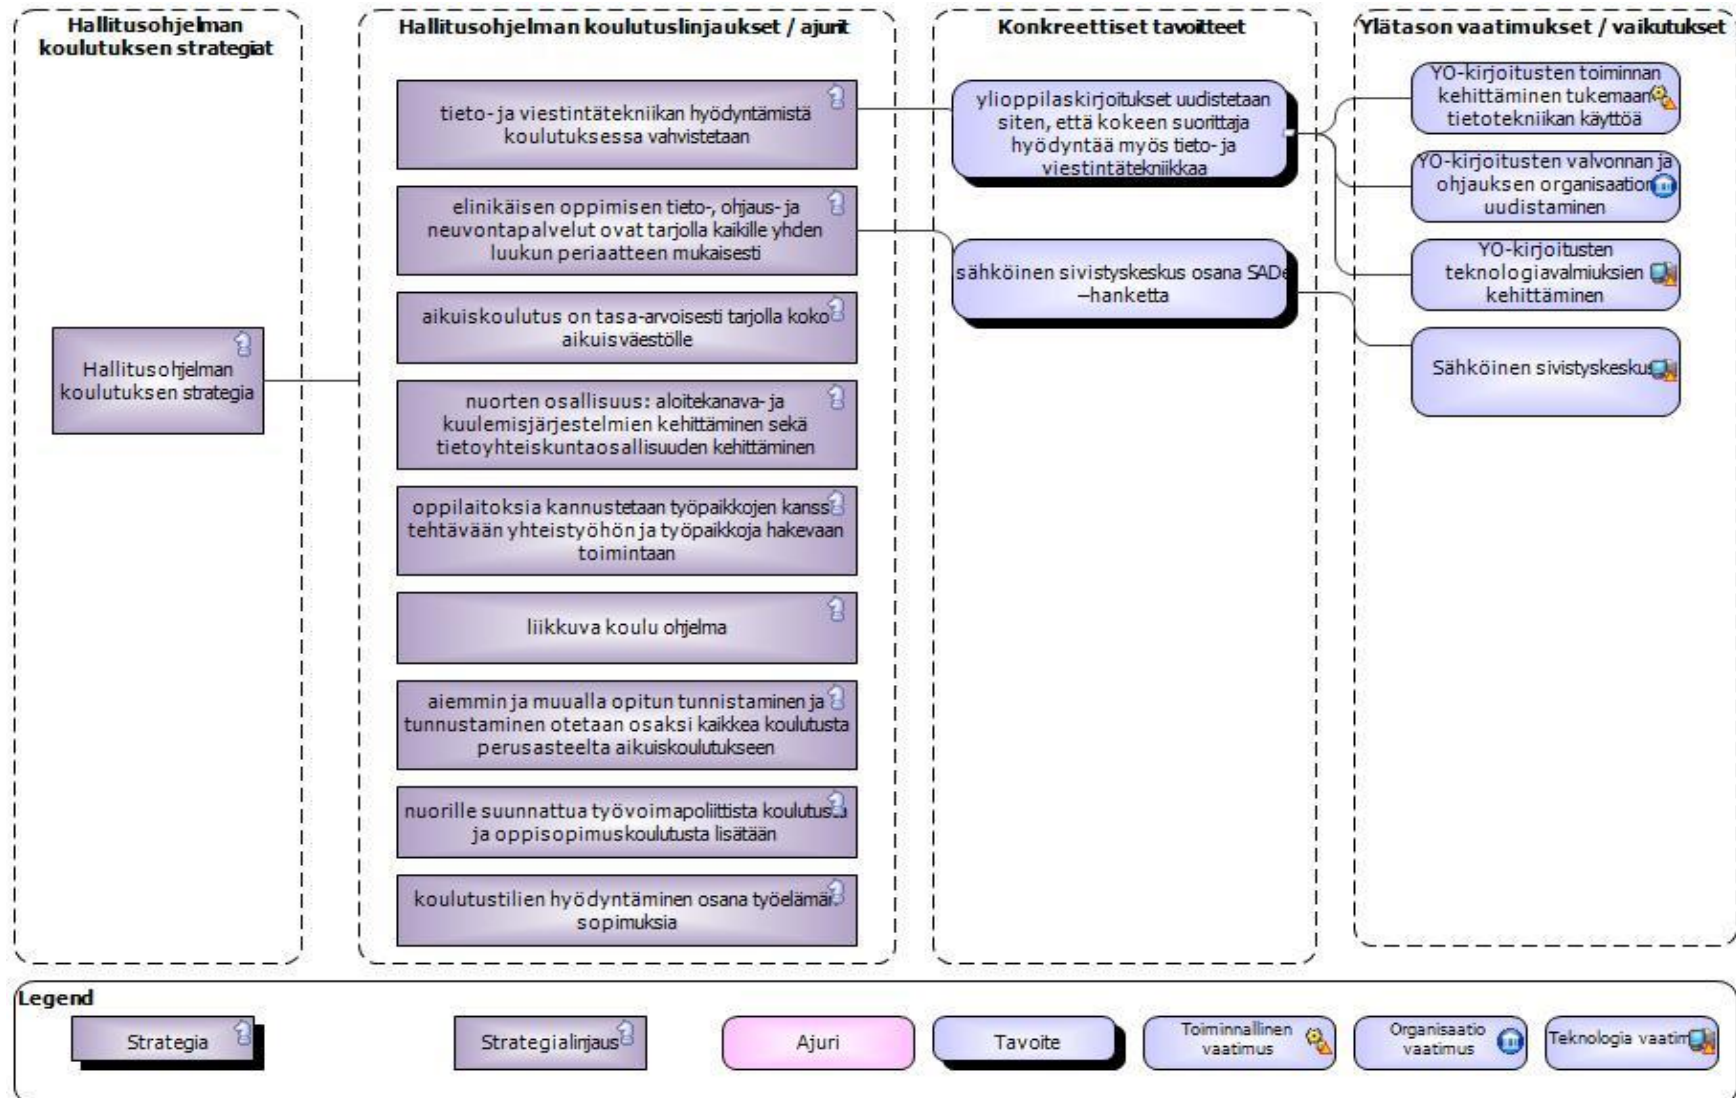 Hallitusohjelman
koulutuksen strategiat
Hallitusohjelman
koulutuksen strategia
Hallitusohjelman koulutuslinjaukset / ajurit
tieto- ja viestintätekniikan hyödyntämistä
koulutuksessa vahvistetaan
elinikäisen oppimisen tieto-, ohjaus- ja
neuvontapalvelut ovat tarjolla kaikille yhden
luukun periaatteen mukaisesti
aikuiskoulutus on tasa-arvoisesti tarjolla koko
aikuisväestölle
nuorten osallisuus: aloitekanava- ja
kuulemisjärjestelmien kehittäminen sekä
tietoyhteiskuntaosallisuuden kehittäminen
oppilaitoksia kannustetaan työpaikkojen kanss
tehtävään yhteistyöhön ja työpaikkoja hakevaan
toimintaan
liikkuva koulu ohjelma
aiemmin ja muualla opitun tunnistaminen ja
tunnustaminen otetaan osaksi kaikkea koulutusta
perusasteelta aikuiskoulutukseen
nuorille suunnattua työvoimapoliittista koulutusta
ja oppisopimuskoulutusta lisätään
koulutustilien hyödyntäminen osana työelämän
sopimuksia
Konkreettiset tavoitteet
ylioppilaskirjoitukset uudistetaan
siten, että kokeen suorittaja
hyödyntää myös tieto- ja
viestintätekniikkaa
sähköinen sivistyskeskus osana SADe
–hanketta
Ylätason vaatimukset / vaikutukset
YO-kirjoitusten toiminnan
kehittäminen tukemaan
tietotekniikan käyttöä
YO-kirjoitusten valvonnan ja
ohjauksen organisaation
uudistaminen
YO-kirjoitusten
teknologiavalmiuksien
kehittäminen
Sähköinen sivistyskeskus
Legend
Strategia
Strategialinjaus
Ajuri
Tavoite
Toiminnallinen
vaatimus
Organisaatio
vaatimus
Teknologia vaatim